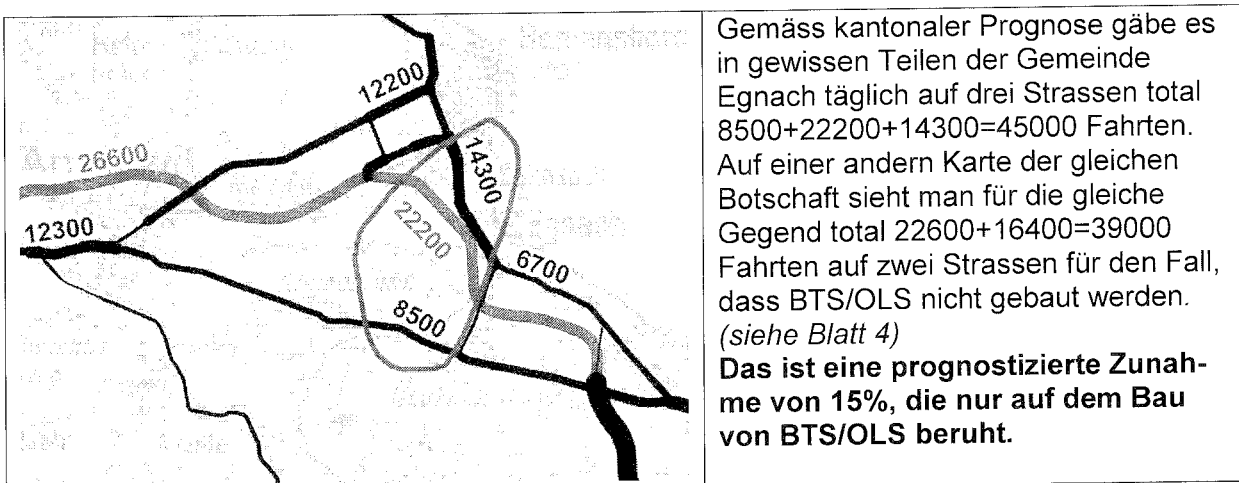 12200
26600
14300
12300
22200
6700
8500
Egnach
Gemäss kantonaler Prognose gäbe es
in gewissen Teilen der Gemeinde
Egnach täglich auf drei Strassen total
8500+22200+14300=45000 Fahrten.
Auf einer andern Karte der gleichen
Botschaft sieht man für die gleiche
Gegend total 22600+16400=39000
Fahrten auf zwei Strassen für den Fall,
dass BTS/OLS nicht gebaut werden.
(siehe Blatt 4)
Das ist eine prognostizierte Zunah-
me von 15%, die nur auf dem Bau
von BTS/OLS beruht.